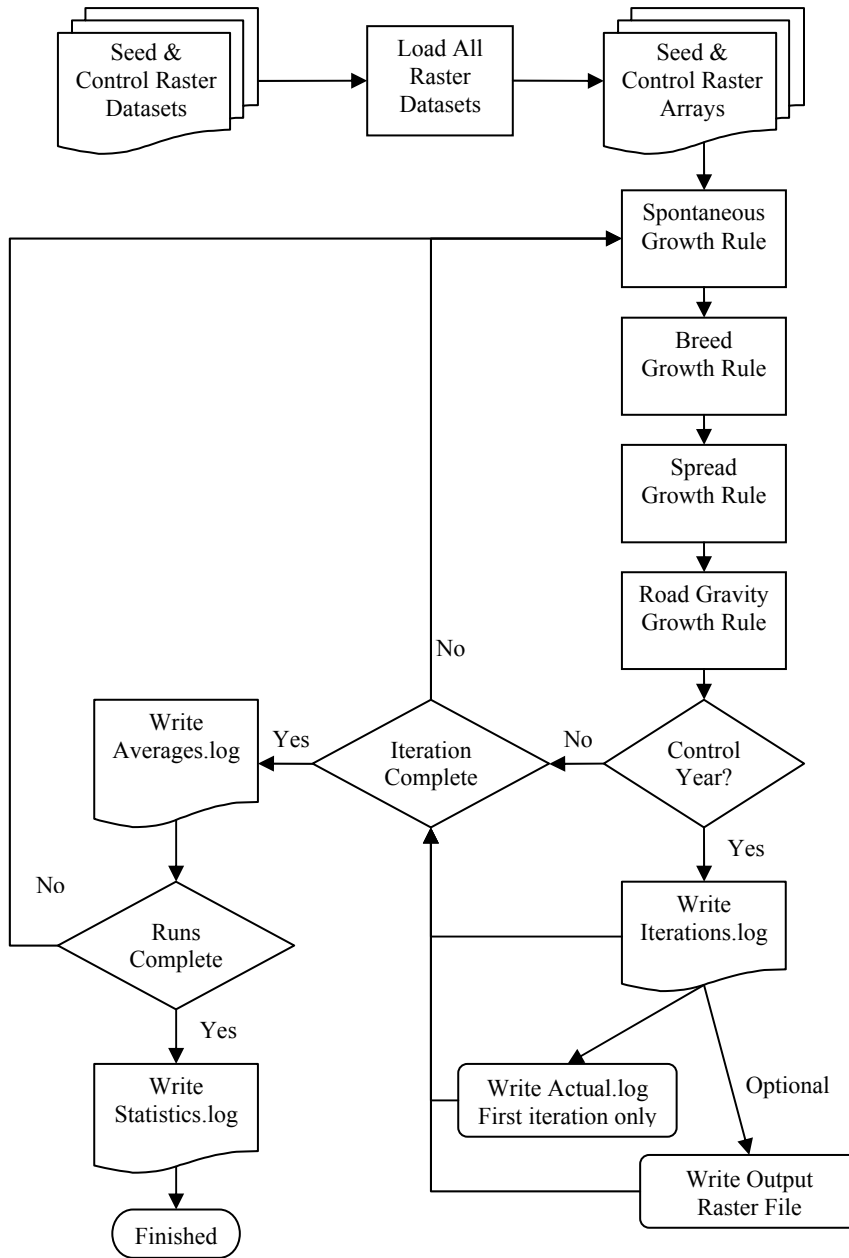 Seed &
Control Raster
Datasets
Load All
Raster
Datasets
Seed &
Control Raster
Arrays
Spontaneous
Growth Rule
Breed
Growth Rule
Spread
Growth Rule
Road Gravity
Growth Rule
No
Write
Averages.log
Yes
Iteration
Complete
No
Control
Year?
Yes
No
Runs
Complete
Write
Iterations.log
Yes
Write
Statistics.log
Write Actual.log
First iteration only
Optional
Write Output
Raster File
Finished